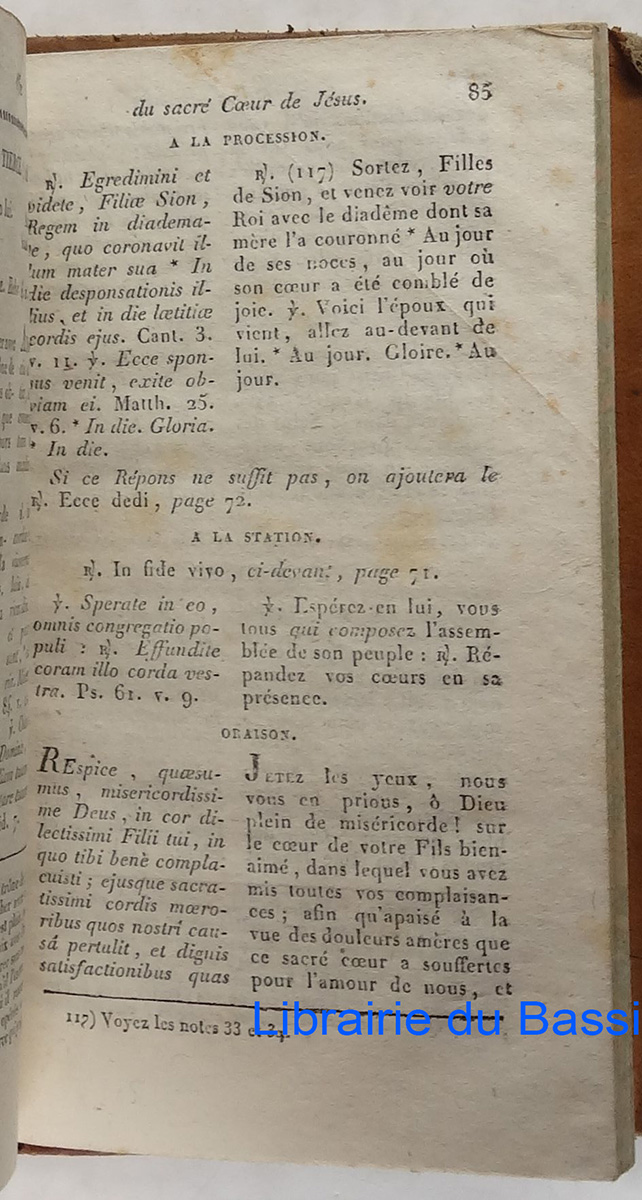 du sacré Cœur de Jésus. 85
A LA PROCESSION.
℟. Egredimini et
videte, Filiæ Sion,
Regem in diadema-
te, quo coronavit il-
lum mater sua * In
die desponsationis il-
lius, et in die lætitiæ
cordis ejus. Cant. 3.
v. 11. ℣. Ecce spon-
sus venit, exite ob-
viam ei. Matth. 25.
v. 6. * In die. Gloria.
* In die.
℟. (117) Sortez, Filles
de Sion, et venez voir votre
Roi avec le diadême dont sa
mère l'a couronné * Au jour
de ses noces, au jour où
son cœur a été comblé de
joie. ℣. Voici l'époux qui
vient, allez au-devant de
lui. * Au jour. Gloire. * Au
jour.
Si ce Répons ne suffit pas, on ajoutera le
℟. Ecce dedi, page 72.
A LA STATION.
℟. In fide vivo, ci-devant, page 71.
℣. Sperate in eo,
omnis congregatio po-
puli : ℟. Effundite
coram illo corda ves-
tra. Ps. 61. v. 9.
℣. Espérez-en lui, vous
tous qui composez l'assem-
blée de son peuple : ℟. Ré-
pandez vos cœurs en sa
présence.
ORAISON.
REspice, quæsu-
mus, misericordissi-
me Deus, in cor di-
lectissimi Filii tui, in
quo tibi benè compla-
cuisti; ejusque sacra-
tissimi cordis mœro-
ribus quos nostrî cau-
sâ pertulit, et dignis
satisfactionibus quas
JETEZ les yeux, nous
vous en prious, ô Dieu
plein de miséricorde! sur
le cœur de votre Fils bien-
aimé, dans lequel vous avez
mis toutes vos complaisan-
ces; afin qu'apaisé à la
vue des douleurs amères que
ce sacré cœur a souffertes
pour l'amour de nous, et
117) Voyez les notes 33 et 34.
Librairie du Bassi